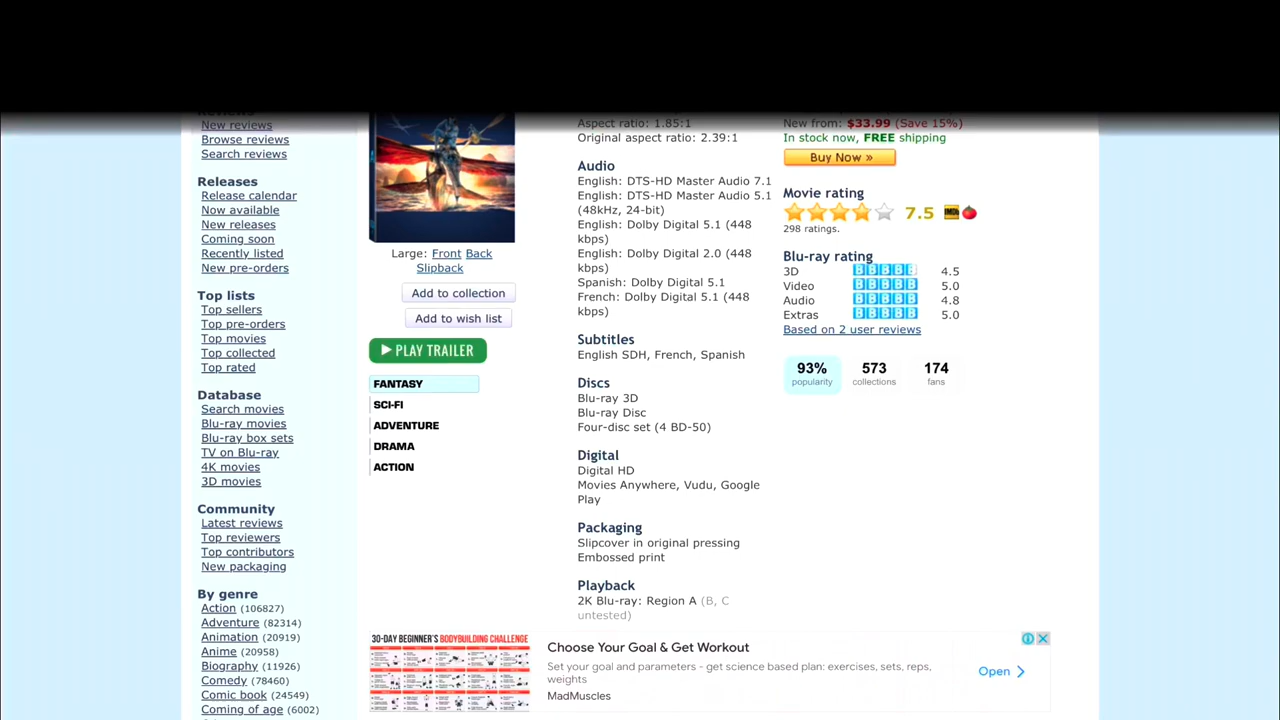 New reviews
Browse reviews
Search reviews
Releases
Release calendar
Now available
New releases
Coming soon
Recently listed
New pre-orders
Top lists
Top sellers
Top pre-orders
Top movies
Top collected
Top rated
Database
Search movies
Blu-ray movies
Blu-ray box sets
TV on Blu-ray
4K movies
3D movies
Community
Latest reviews
Top reviewers
Top contributors
New packaging
By genre
Action (106827)
Adventure (82314)
Animation (20919)
Anime (20958)
Biography (11926)
Comedy (78460)
Comic book (24549)
Coming of age (6002)
Large: Front Back
Slipback
Add to collection
Add to wish list
PLAY TRAILER
FANTASY
SCI-FI
ADVENTURE
DRAMA
ACTION
Aspect ratio: 1.85:1
Original aspect ratio: 2.39:1
Audio
English: DTS-HD Master Audio 7.1
English: DTS-HD Master Audio 5.1
(48kHz, 24-bit)
English: Dolby Digital 5.1 (448
kbps)
English: Dolby Digital 2.0 (448
kbps)
Spanish: Dolby Digital 5.1
French: Dolby Digital 5.1 (448
kbps)
Subtitles
English SDH, French, Spanish
Discs
Blu-ray 3D
Blu-ray Disc
Four-disc set (4 BD-50)
Digital
Digital HD
Movies Anywhere, Vudu, Google
Play
Packaging
Slipcover in original pressing
Embossed print
Playback
2K Blu-ray: Region A (B, C
untested)
New from: $33.99 (Save 15%)
In stock now, FREE shipping
Buy Now »
Movie rating
7.5 IMDb
298 ratings.
Blu-ray rating
3D 4.5
Video 5.0
Audio 4.8
Extras 5.0
Based on 2 user reviews
93% 573 174
popularity collections fans
30-DAY BEGINNER'S BODYBUILDING CHALLENGE
Choose Your Goal & Get Workout
Set your goal and parameters - get science based plan: exercises, sets, reps,
weights
MadMuscles
Open